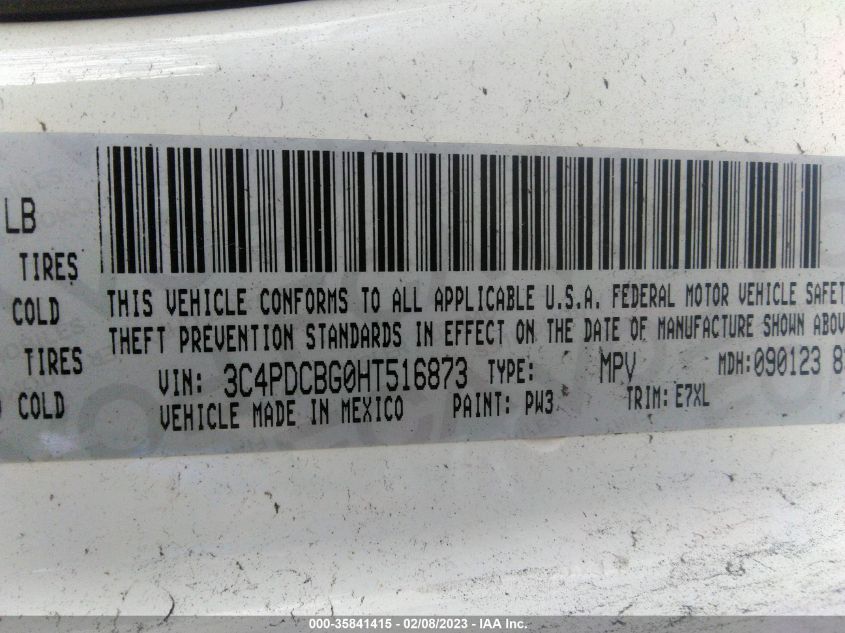 LB
TIRES
COLD
TIRES
COLD
THIS VEHICLE CONFORMS TO ALL APPLICABLE U.S.A. FEDERAL MOTOR VEHICLE SAFET
THEFT PREVENTION STANDARDS IN EFFECT ON THE DATE OF MANUFACTURE SHOWN ABOV
VIN: 3C4PDCBG0HT516873 TYPE: MPV MDH:090123 8
VEHICLE MADE IN MEXICO PAINT: PW3 TRIM: E7XL
000-35841415 - 02/08/2023 - IAA Inc.